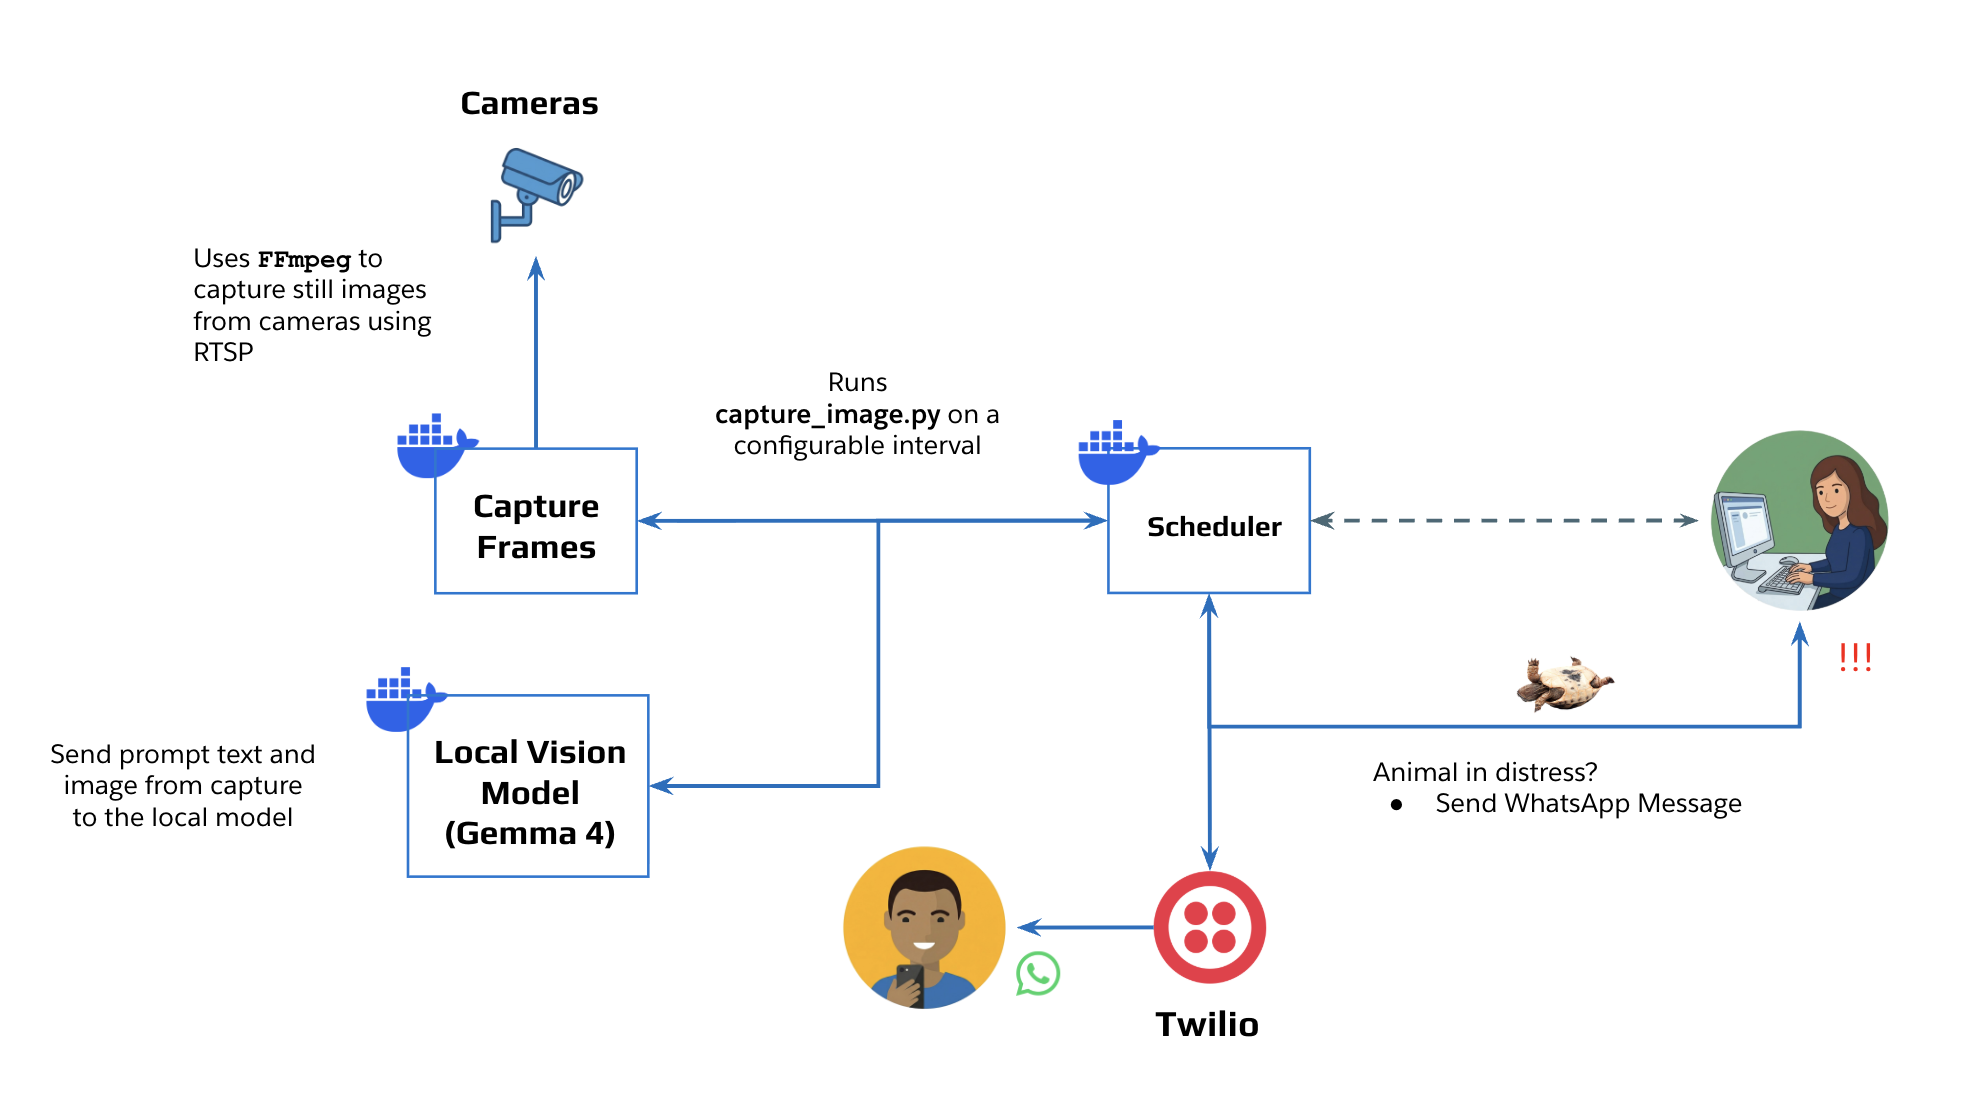 Cameras
Uses FFmpeg to
capture still images
from cameras using
RTSP
Runs
capture_image.py on a
configurable interval
Capture
Frames
Scheduler
!!!
Local Vision
Model
(Gemma 4)
Send prompt text and
image from capture
to the local model
Animal in distress?
● Send WhatsApp Message
Twilio